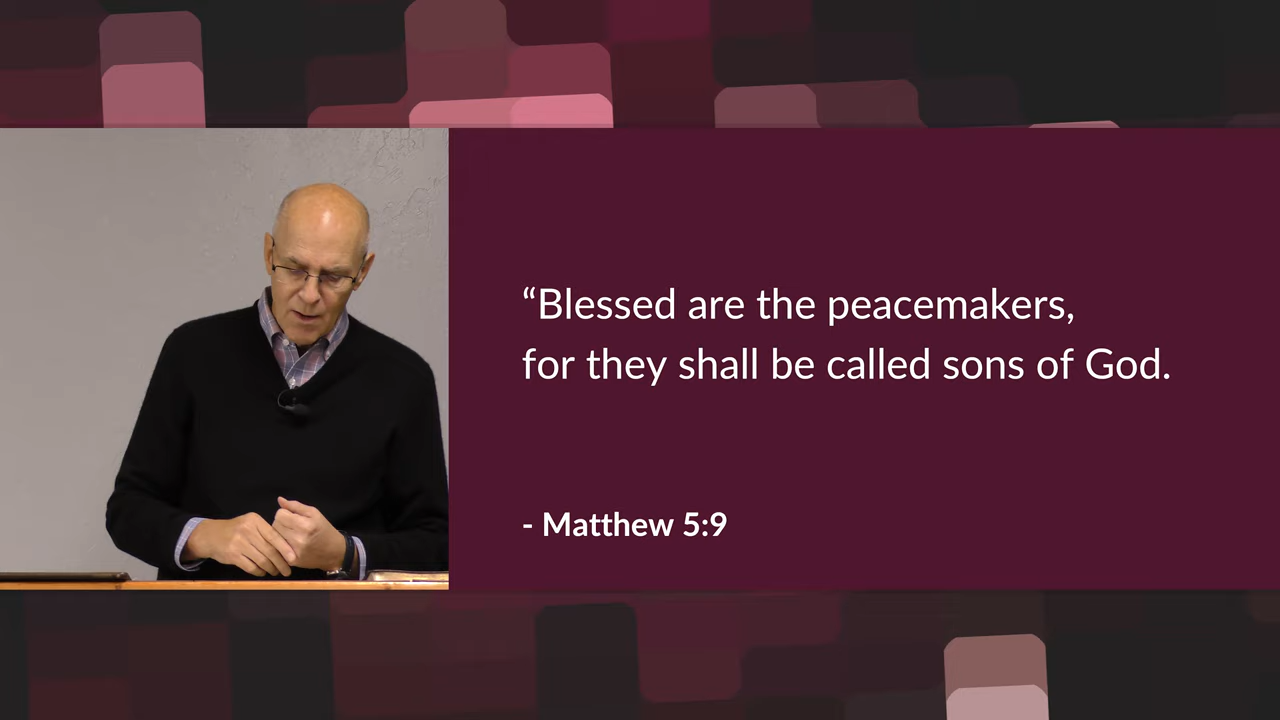 “Blessed are the peacemakers,
for they shall be called sons of God.
- Matthew 5:9